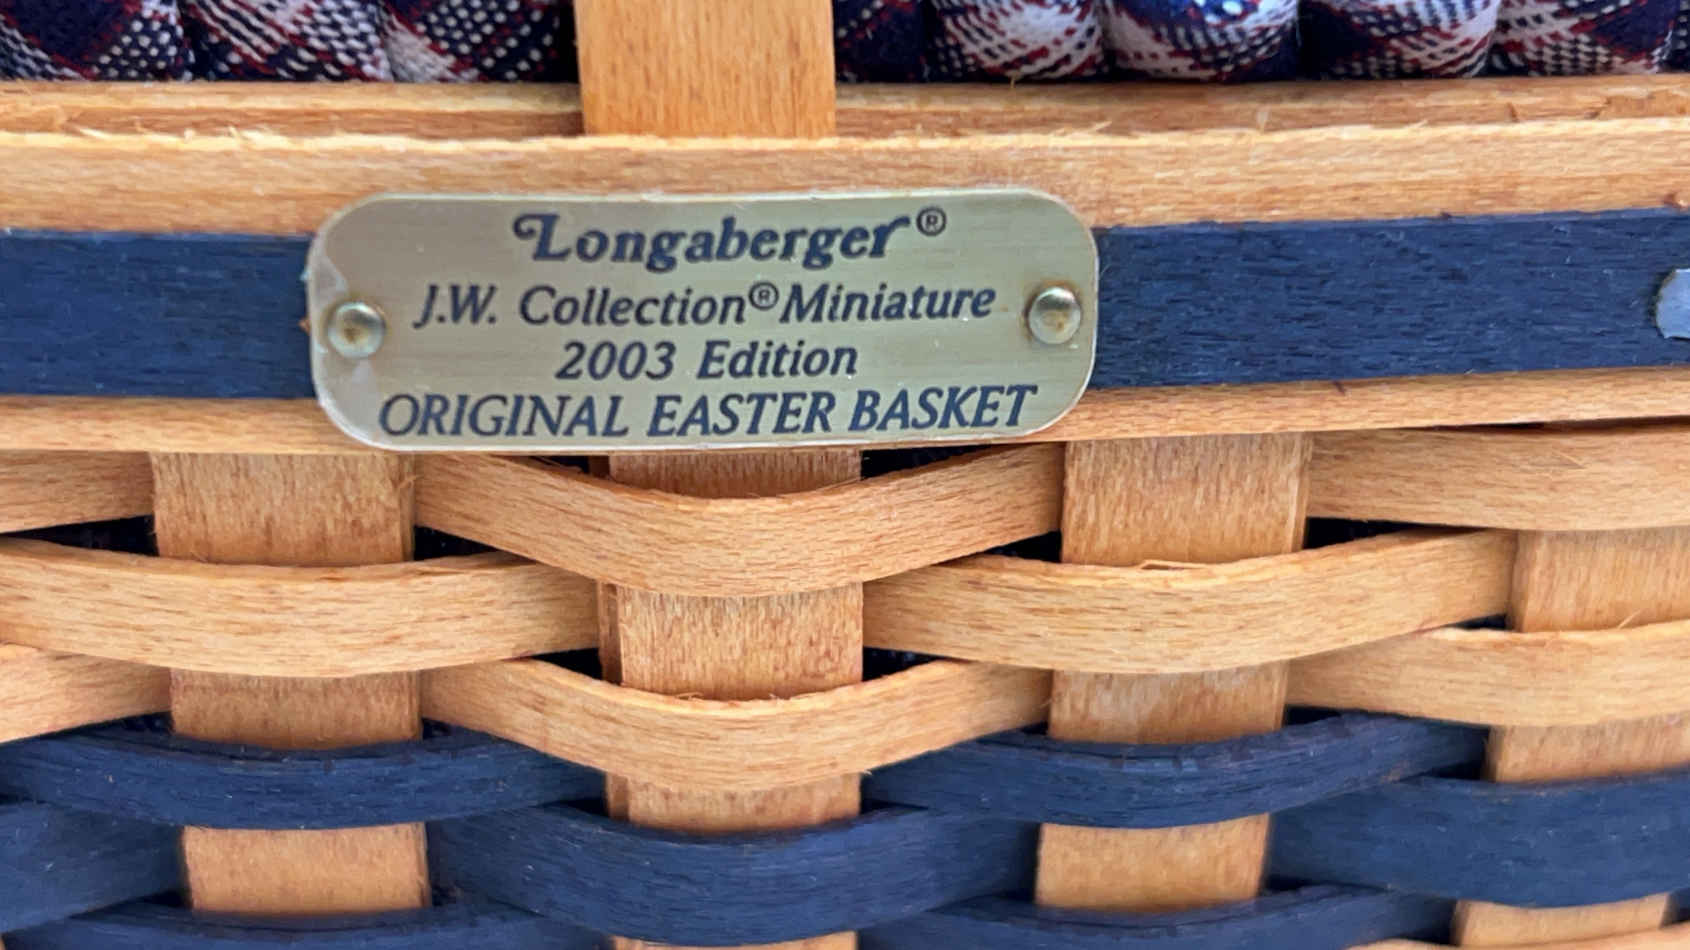 Longaberger®
J.W. Collection® Miniature
2003 Edition
ORIGINAL EASTER BASKET